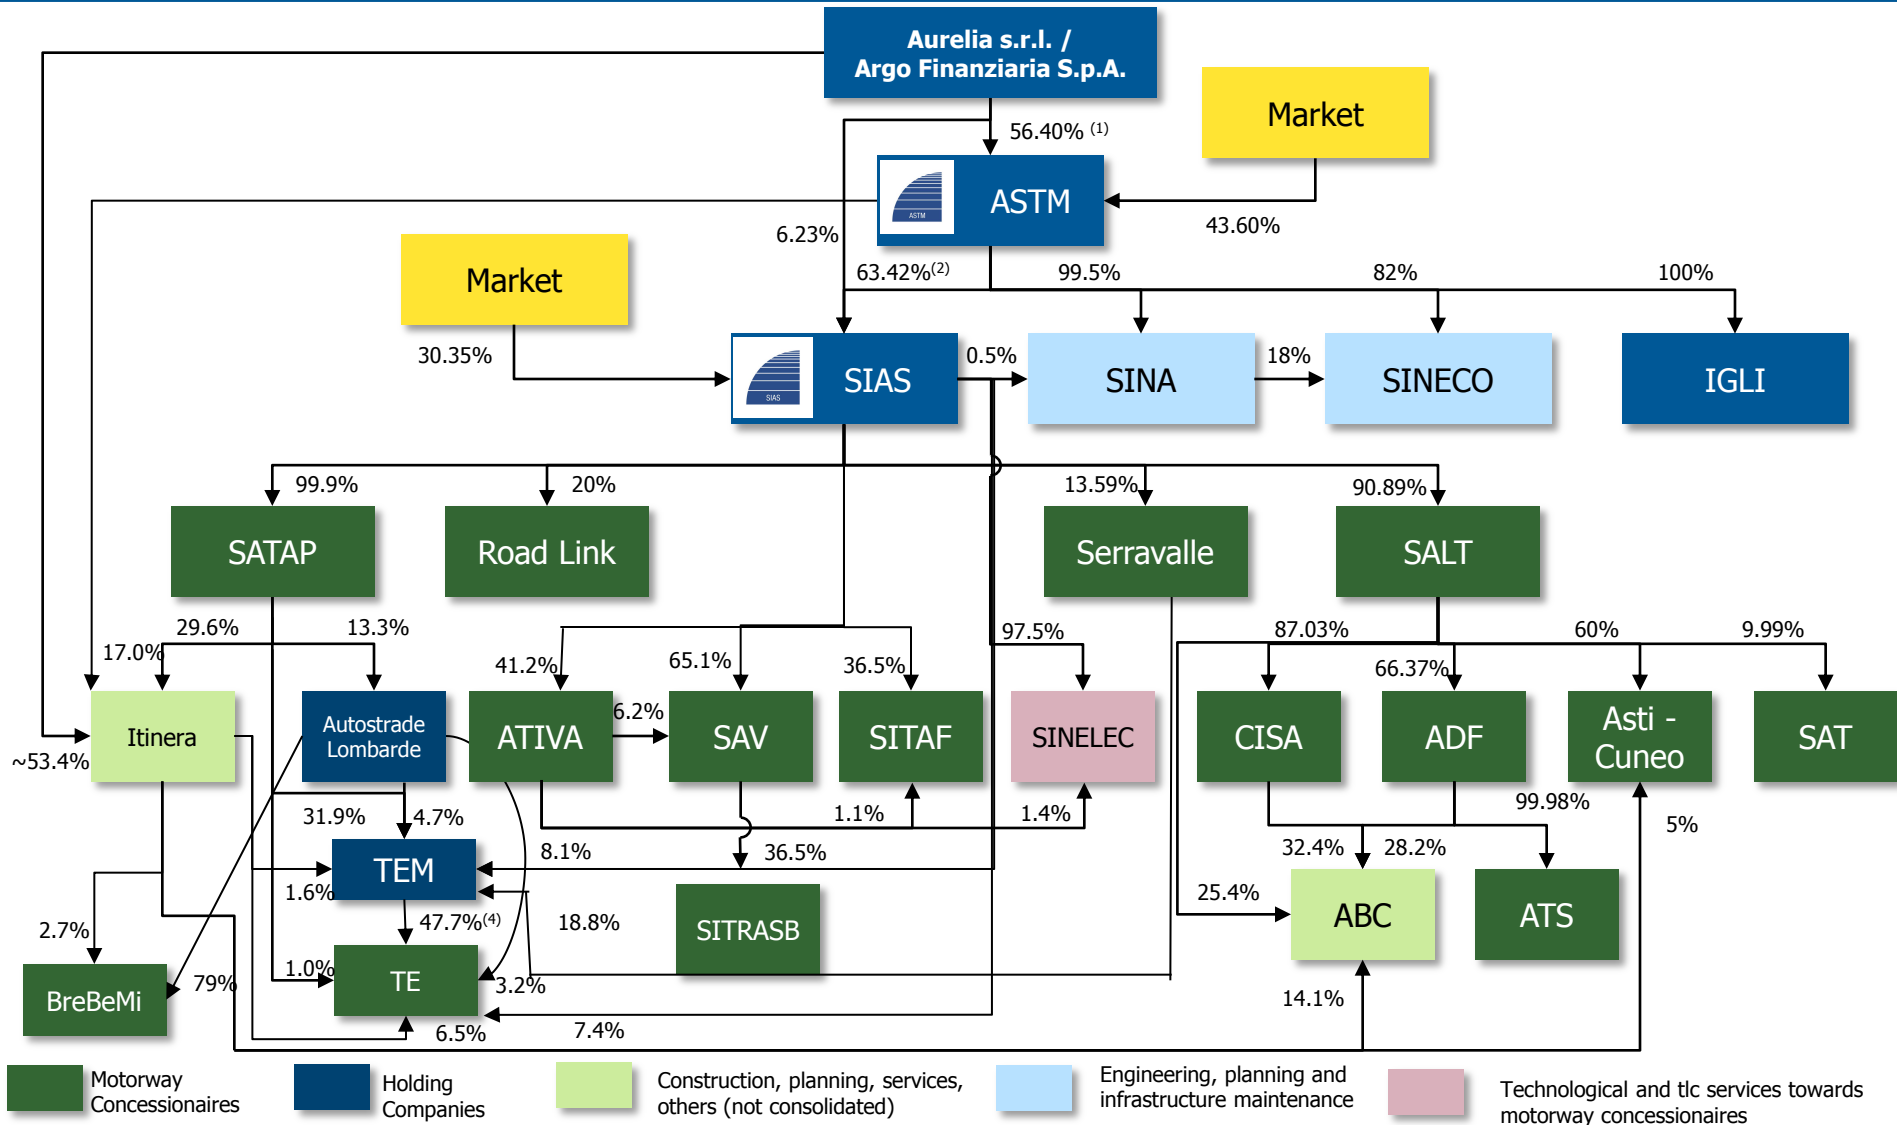 Aurelia s.r.l. /
Argo Finanziaria S.p.A.
Market
56.40% (1)
ASTM
ASTM
6.23%
43.60%
Market
63.42%(2)
99.5%
82%
100%
30.35%
SIAS
SIAS
0.5%
SINA
18%
SINECO
IGLI
99.9%
20%
13.59%
90.89%
SATAP
Road Link
Serravalle
SALT
29.6%
13.3%
17.0%
41.2%
65.1%
36.5%
97.5%
87.03%
66.37%
60%
9.99%
Itinera
Autostrade
Lombarde
ATIVA
6.2%
SAV
SITAF
SINELEC
CISA
ADF
Asti -
Cuneo
SAT
~53.4%
31.9%
4.7%
1.1%
1.4%
99.98%
5%
TEM
8.1%
36.5%
32.4%
28.2%
1.6%
25.4%
ABC
ATS
2.7%
47.7%(4)
18.8%
SITRASB
BreBeMi
79%
1.0%
TE
3.2%
14.1%
6.5%
7.4%
Motorway
Concessionaires
Holding
Companies
Construction, planning, services,
others (not consolidated)
Engineering, planning and
infrastructure maintenance
Technological and tlc services towards
motorway concessionaires